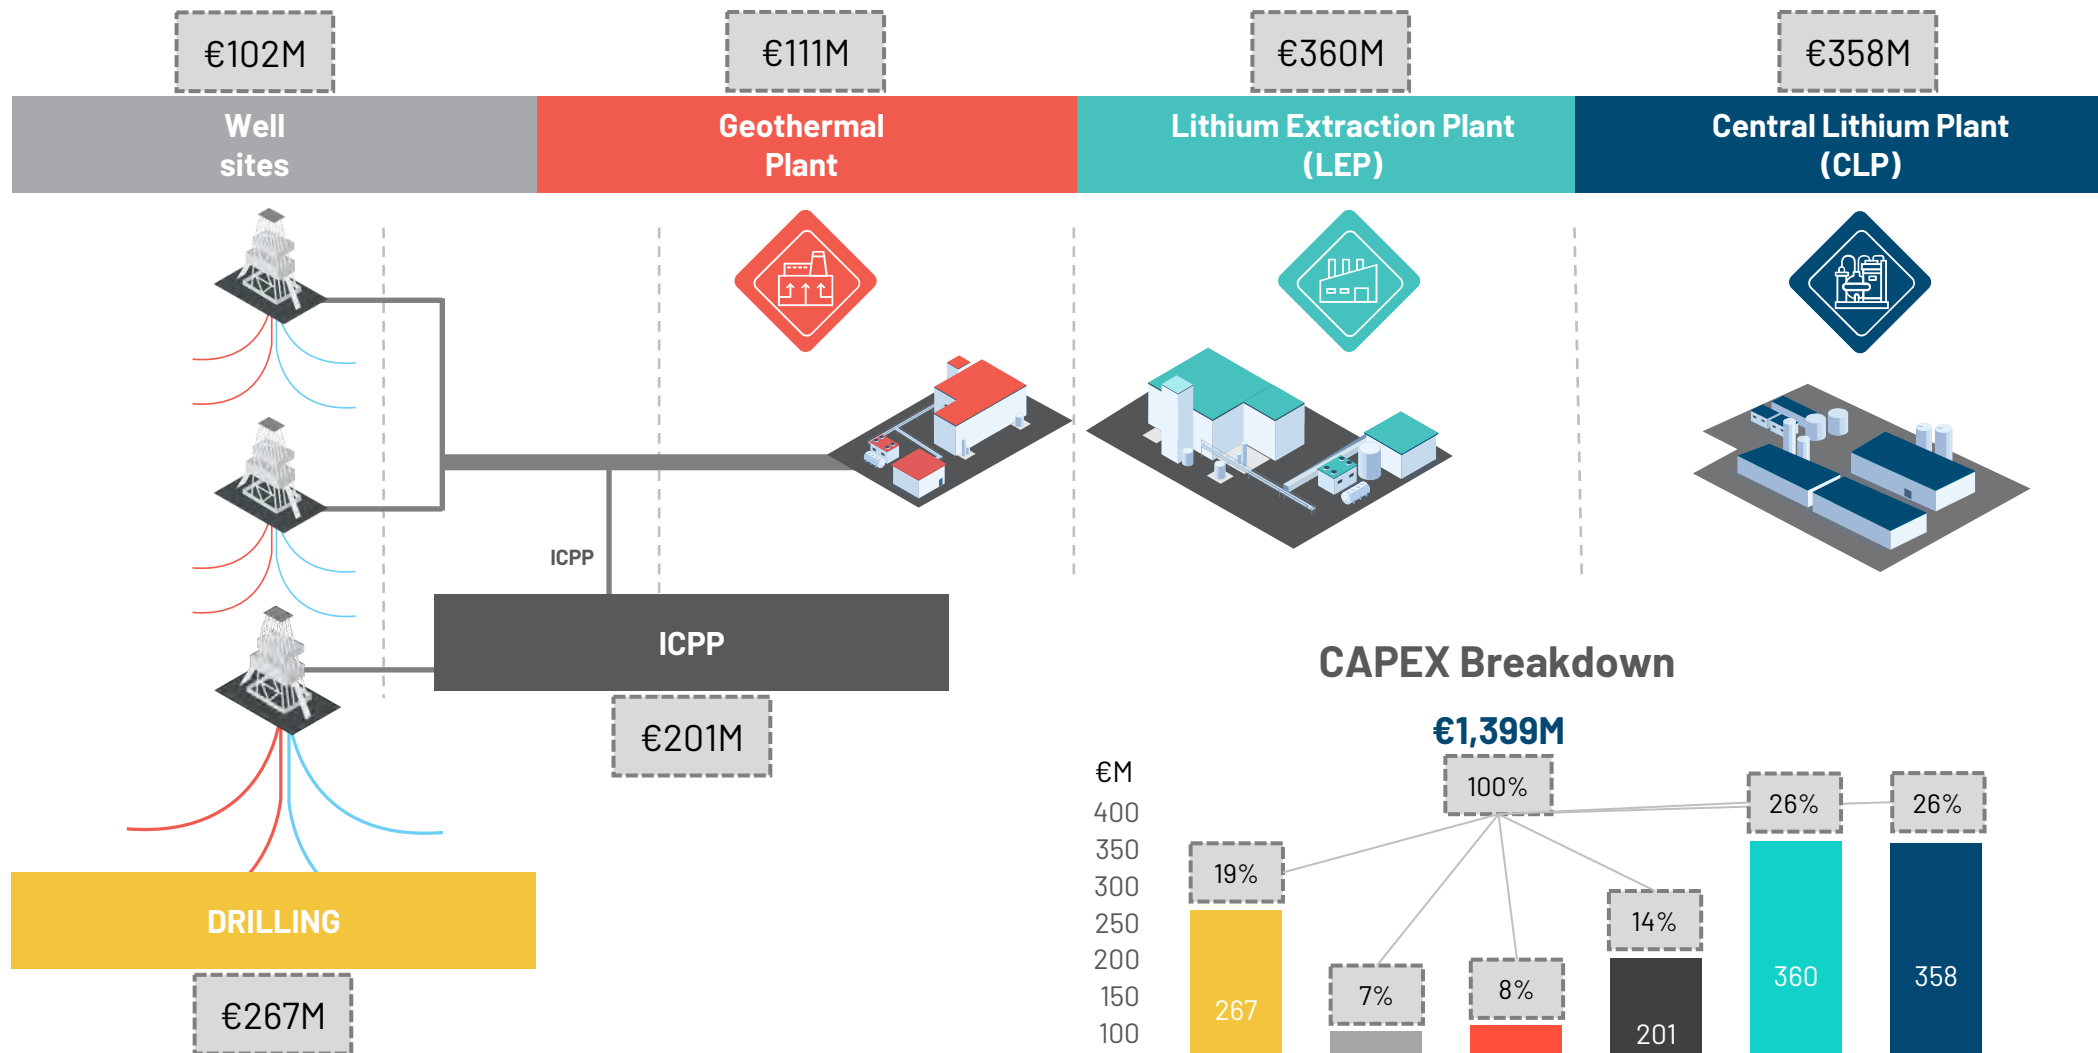 €102M
€111M
€360M
€358M
Well
sites
Geothermal
Plant
Lithium Extraction Plant
(LEP)
Central Lithium Plant
(CLP)
ICPP
ICPP
€201M
DRILLING
€267M
CAPEX Breakdown
€1,399M
€M
100%
26%
26%
400
350
19%
300
14%
250
200
7%
8%
360
358
150
267
100
201